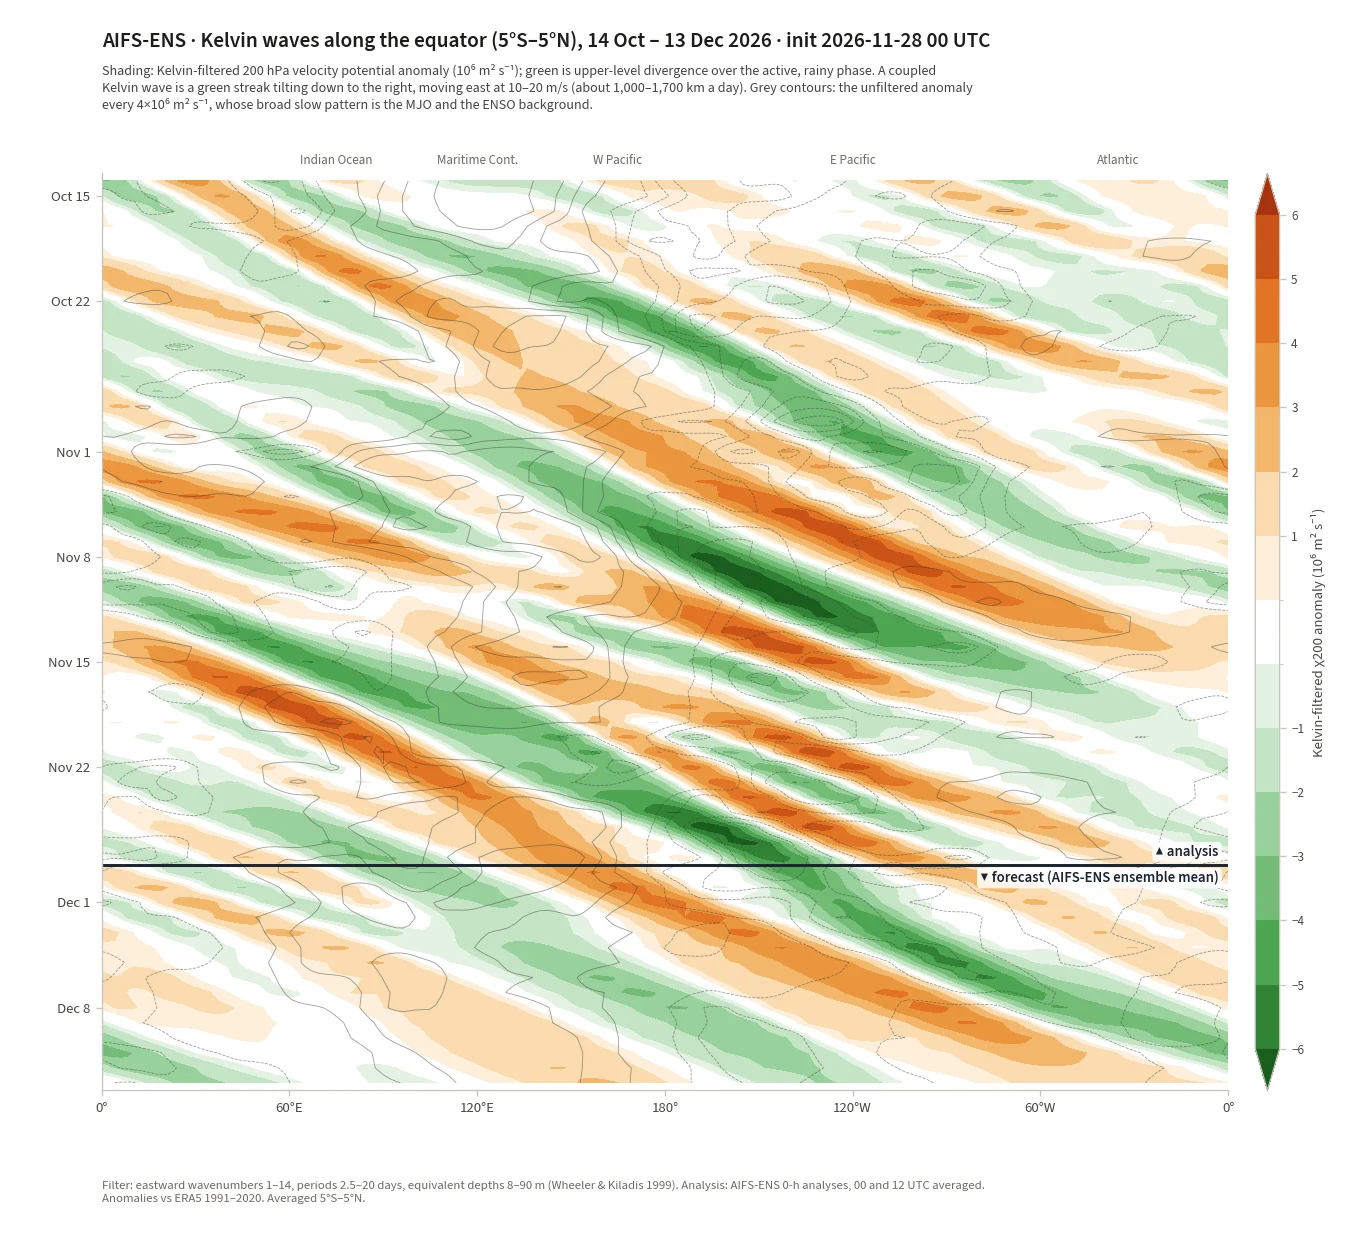 AIFS-ENS · Kelvin waves along the equator (5°S–5°N), 14 Oct – 13 Dec 2026 · init 2026-11-28 00 UTC
Shading: Kelvin-filtered 200 hPa velocity potential anomaly (10⁶ m² s⁻¹); green is upper-level divergence over the active, rainy phase. A coupled
Kelvin wave is a green streak tilting down to the right, moving east at 10–20 m/s (about 1,000–1,700 km a day). Grey contours: the unfiltered anomaly
every 4×10⁶ m² s⁻¹, whose broad slow pattern is the MJO and the ENSO background.
Indian Ocean Maritime Cont. W Pacific E Pacific Atlantic
Oct 15
Oct 22
Nov 1
Nov 8
Nov 15
Nov 22
Dec 1
Dec 8
▲ analysis
▼ forecast (AIFS-ENS ensemble mean)
0° 60°E 120°E 180° 120°W 60°W 0°
6
5
4
3
2
1
−1
−2
−3
−4
−5
−6
Kelvin-filtered χ200 anomaly (10⁶ m² s⁻¹)
Filter: eastward wavenumbers 1–14, periods 2.5–20 days, equivalent depths 8–90 m (Wheeler & Kiladis 1999). Analysis: AIFS-ENS 0-h analyses, 00 and 12 UTC averaged.
Anomalies vs ERA5 1991–2020. Averaged 5°S–5°N.